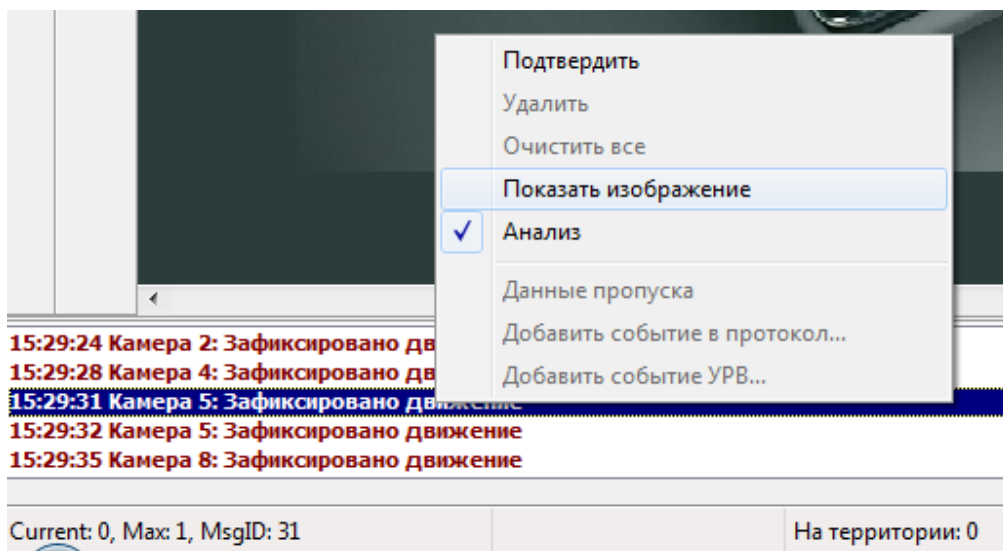 Подтвердить
Удалить
Очистить все
Показать изображение
Анализ
Данные пропуска
Добавить событие в протокол...
Добавить событие УРВ...
15:29:24 Камера 2: Зафиксировано дв
15:29:28 Камера 4: Зафиксировано дв
15:29:31 Камера 5: Зафиксировано движение
15:29:32 Камера 5: Зафиксировано движение
15:29:35 Камера 8: Зафиксировано движение
Current: 0, Max: 1, MsgID: 31
На территории: 0